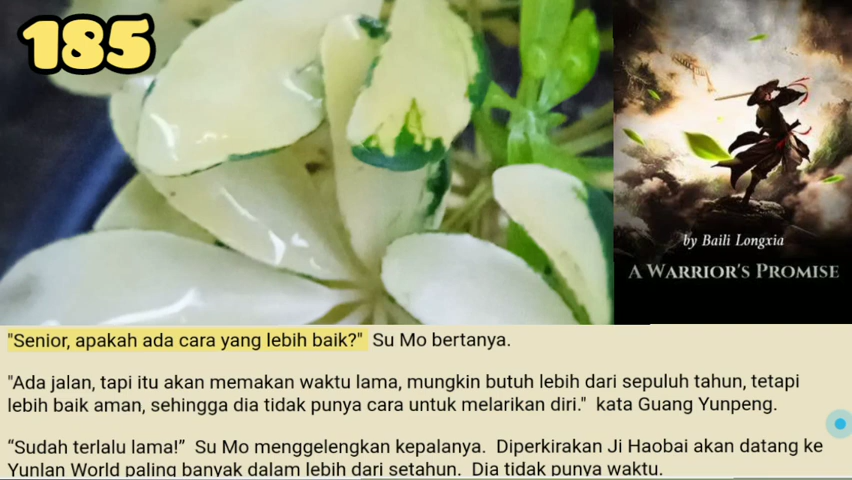 185
by Baili Longxia
A WARRIOR'S PROMISE
"Senior, apakah ada cara yang lebih baik?" Su Mo bertanya.
"Ada jalan, tapi itu akan memakan waktu lama, mungkin butuh lebih dari sepuluh tahun, tetapi
lebih baik aman, sehingga dia tidak punya cara untuk melarikan diri." kata Guang Yunpeng.
“Sudah terlalu lama!” Su Mo menggelengkan kepalanya. Diperkirakan Ji Haobai akan datang ke
Yunlan World paling banyak dalam lebih dari setahun. Dia tidak punya waktu.